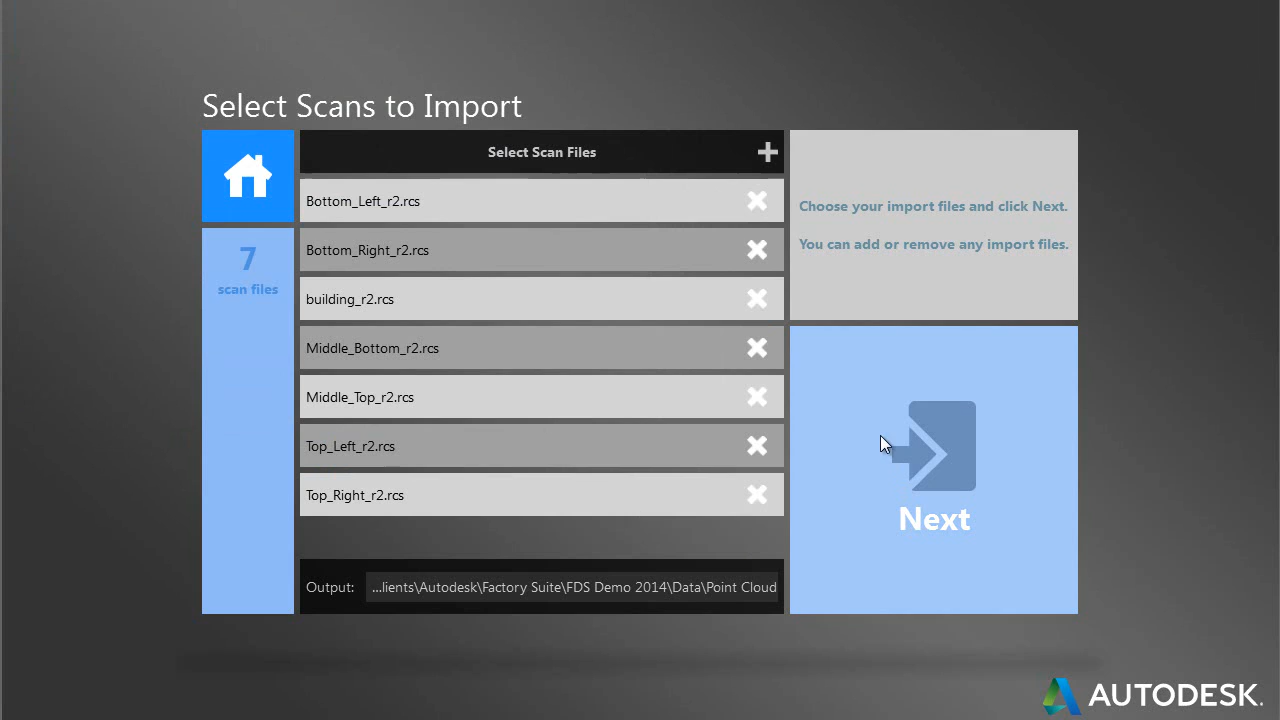 Select Scans to Import
Select Scan Files
Bottom_Left_r2.rcs
Bottom_Right_r2.rcs
building_r2.rcs
Middle_Bottom_r2.rcs
Middle_Top_r2.rcs
Top_Left_r2.rcs
Top_Right_r2.rcs
7
scan files
Output: ...lients\Autodesk\Factory Suite\FDS Demo 2014\Data\Point Cloud
Choose your import files and click Next.
You can add or remove any import files.
Next
AUTODESK.